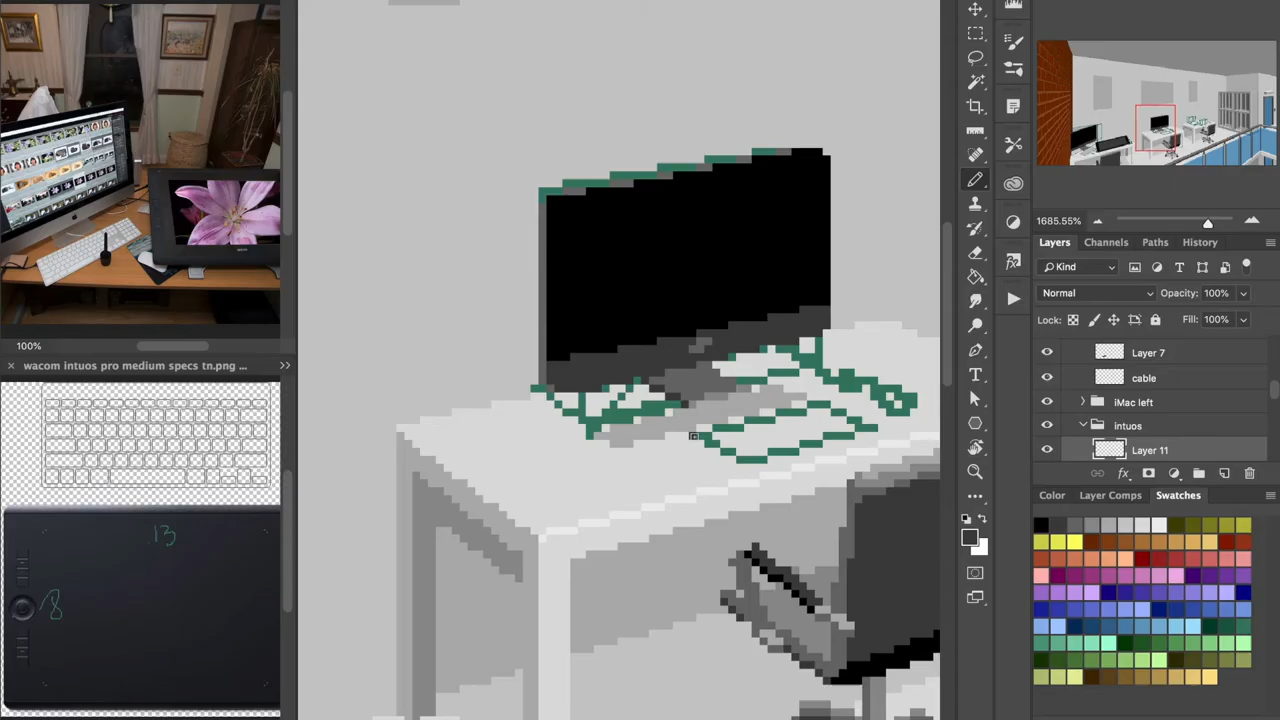 100%
wacom intuos pro medium specs tn.png ...
13
8
1685.55%
Layers
Channels
Paths
History
Kind
Normal
Opacity: 100%
Lock:
Fill: 100%
Layer 7
cable
iMac left
intuos
Layer 11
fx
Color
Layer Comps
Swatches